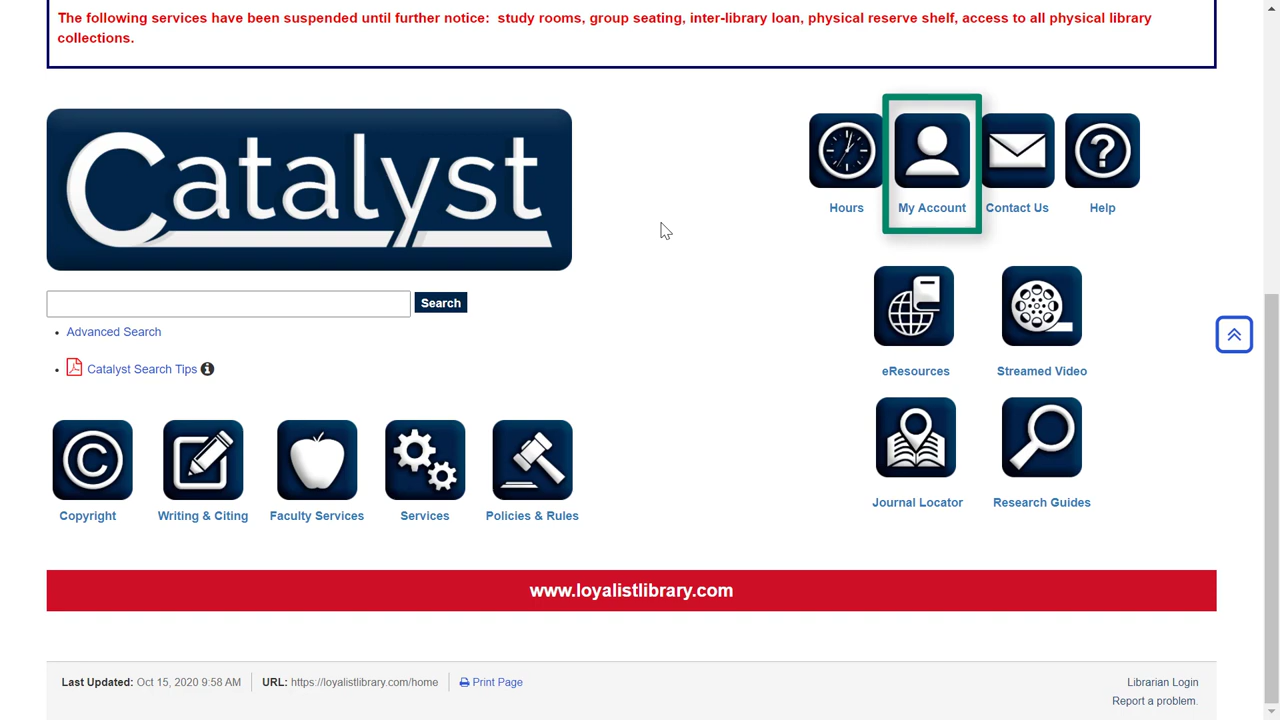 The following services have been suspended until further notice:  study rooms, group seating, inter-library loan, physical reserve shelf, access to all physical library
collections.
Catalyst
Hours
My Account
Contact Us
Help
Search
Advanced Search
Catalyst Search Tips
eResources
Streamed Video
Journal Locator
Research Guides
Copyright
Writing & Citing
Faculty Services
Services
Policies & Rules
www.loyalistlibrary.com
Last Updated: Oct 15, 2020 9:58 AM
URL: https://loyalistlibrary.com/home
Print Page
Librarian Login
Report a problem.